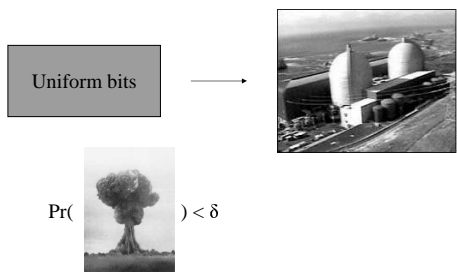 Uniform bits
Pr( ) < δ